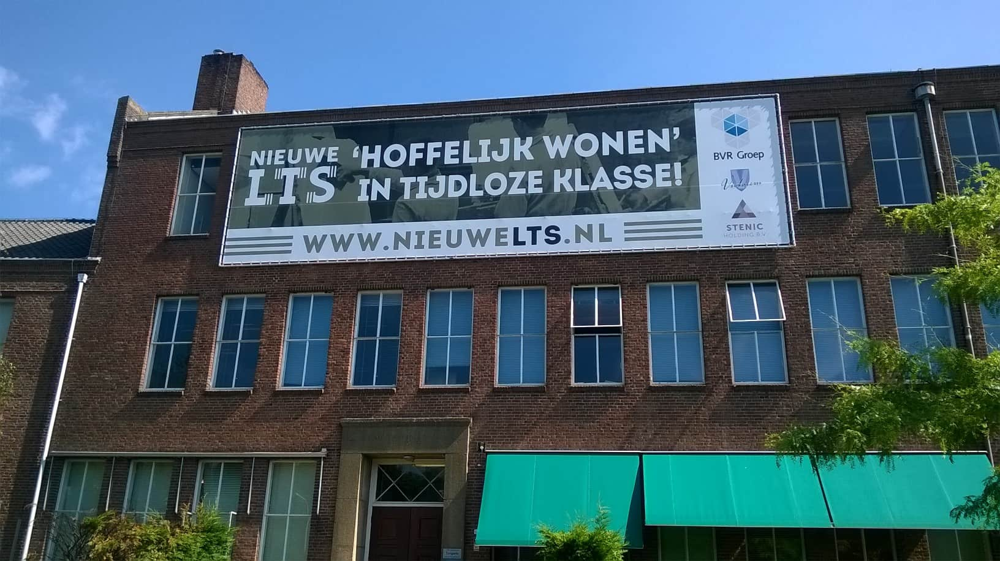 NIEUWE
LTS
‘HOFFELIJK WONEN’
IN TIJDLOZE KLASSE!
WWW.NIEUWELTS.NL
BVR Groep
STENIC
HOLDING B.V